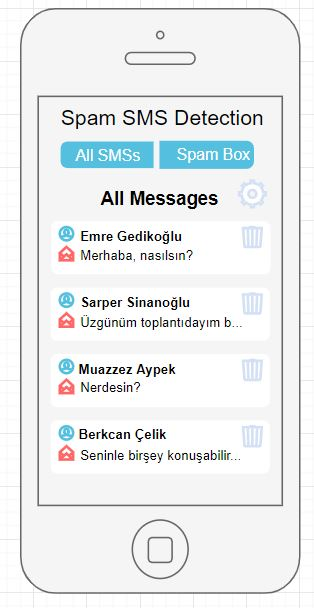 Spam SMS Detection
All SMSs
Spam Box
All Messages
Emre Gedikoğlu
Merhaba, nasılsın?
Sarper Sinanoğlu
Üzgünüm toplantıdayım b...
Muazzez Aypek
Nerdesin?
Berkcan Çelik
Seninle birşey konuşabilir...